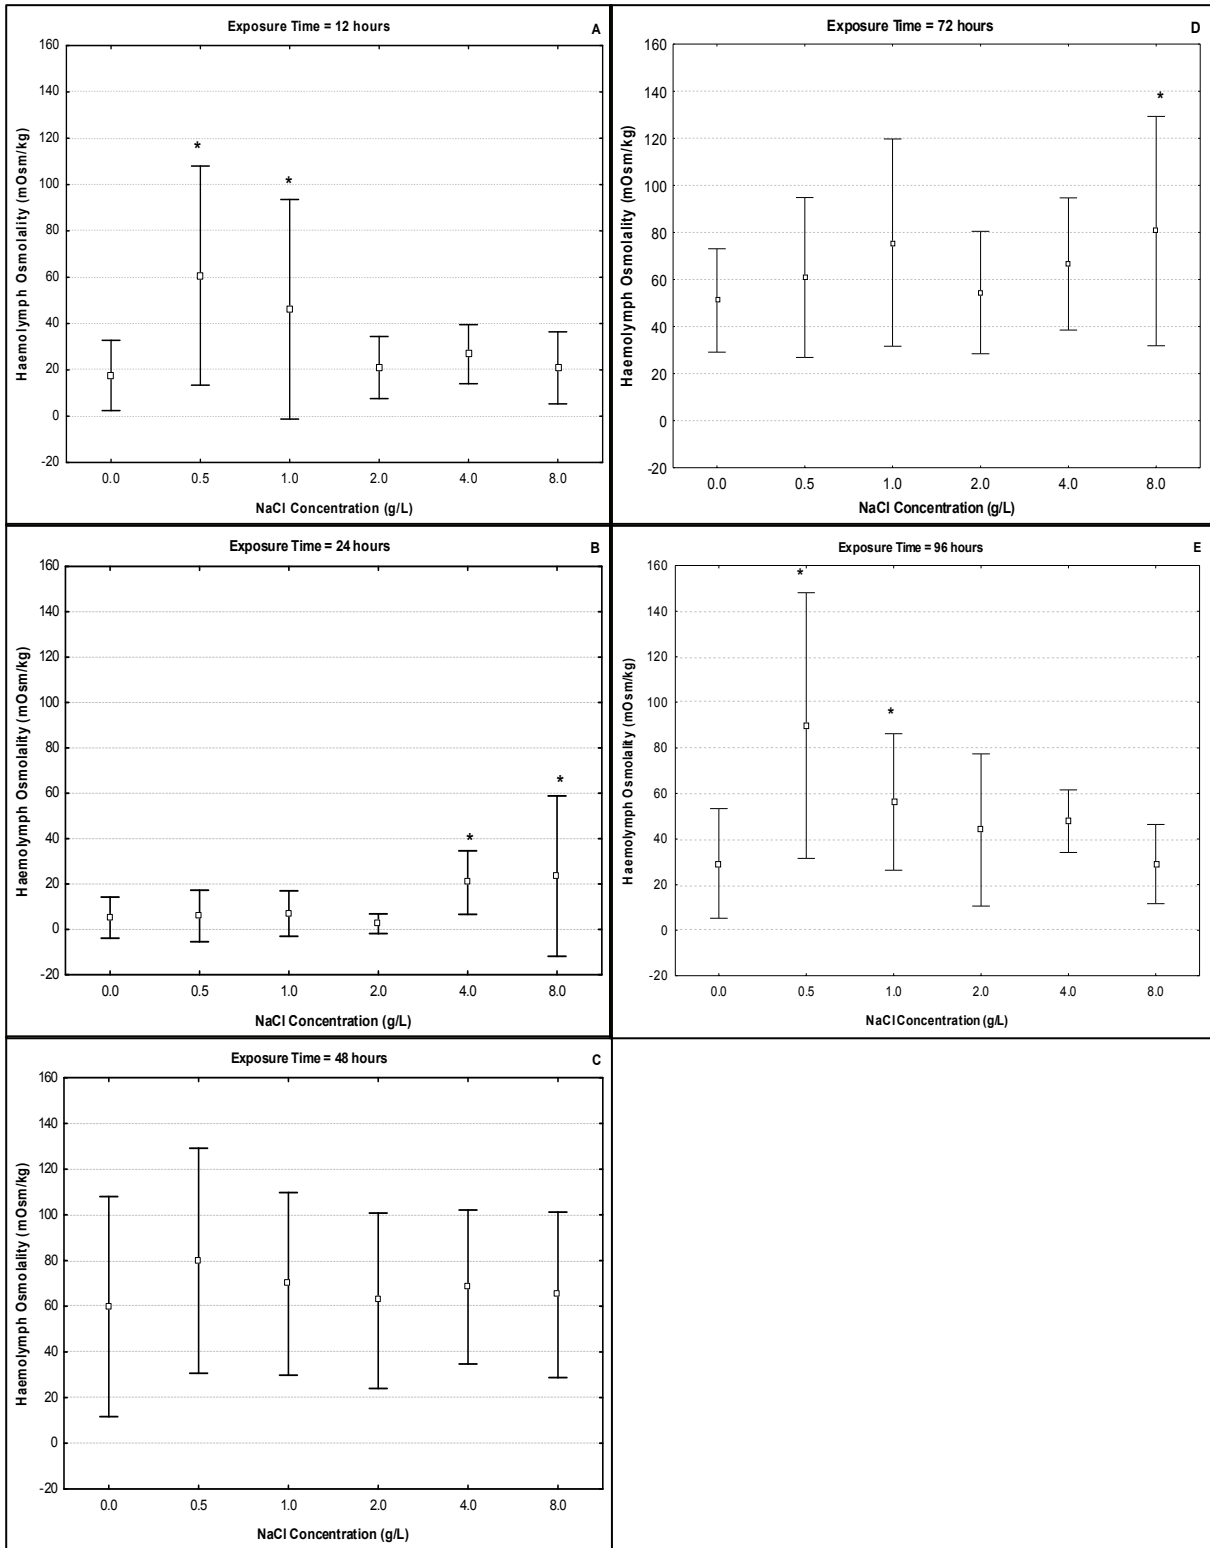 Exposure Time = 12 hours A
Haemolymph Osmolality (mOsm/kg)
160
140
120
100
80
60
40
20
0
-20
* *
0.0 0.5 1.0 2.0 4.0 8.0
NaCl Concentration (g/L)
Exposure Time = 24 hours B
Haemolymph Osmolality (mOsm/kg)
160
140
120
100
80
60
40
20
0
-20
* *
0.0 0.5 1.0 2.0 4.0 8.0
NaCl Concentration (g/L)
Exposure Time = 48 hours C
Haemolymph Osmolality (mOsm/kg)
160
140
120
100
80
60
40
20
0
-20
0.0 0.5 1.0 2.0 4.0 8.0
NaCl Concentration (g/L)
Exposure Time = 72 hours D
Haemolymph Osmolality (mOsm/kg)
160
140
120
100
80
60
40
20
0
-20
*
0.0 0.5 1.0 2.0 4.0 8.0
NaCl Concentration (g/L)
Exposure Time = 96 hours E
Haemolymph Osmolality (mOsm/kg)
160
140
120
100
80
60
40
20
0
-20
* *
0.0 0.5 1.0 2.0 4.0 8.0
NaCl Concentration (g/L)